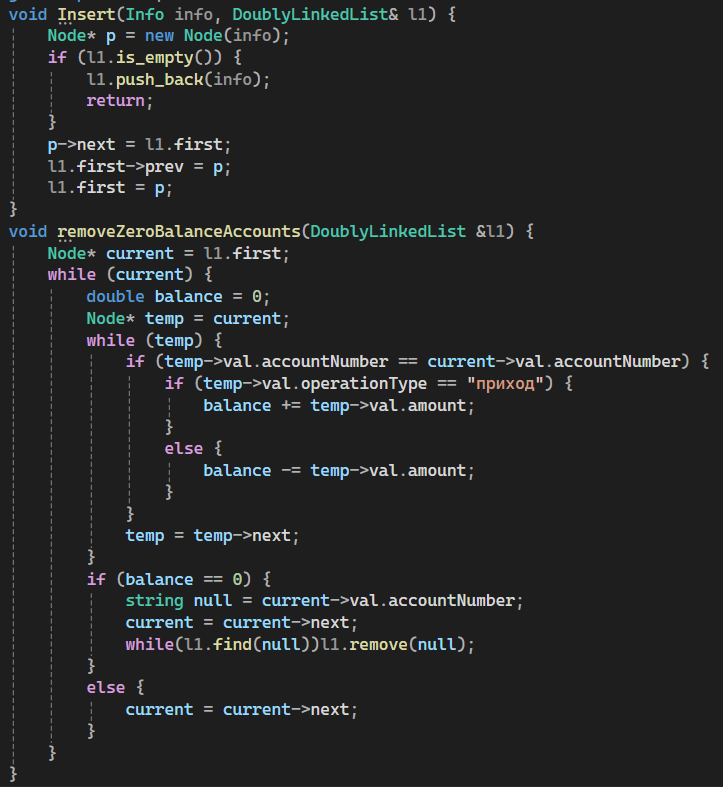 void Insert(Info info, DoublyLinkedList& l1) {
    Node* p = new Node(info);
    if (l1.is_empty()) {
        l1.push_back(info);
        return;
    }
    p->next = l1.first;
    l1.first->prev = p;
    l1.first = p;
}
void removeZeroBalanceAccounts(DoublyLinkedList &l1) {
    Node* current = l1.first;
    while (current) {
        double balance = 0;
        Node* temp = current;
        while (temp) {
            if (temp->val.accountNumber == current->val.accountNumber) {
                if (temp->val.operationType == "приход") {
                    balance += temp->val.amount;
                }
                else {
                    balance -= temp->val.amount;
                }
            }
            temp = temp->next;
        }
        if (balance == 0) {
            string null = current->val.accountNumber;
            current = current->next;
            while(l1.find(null))l1.remove(null);
        }
        else {
            current = current->next;
        }
    }
}